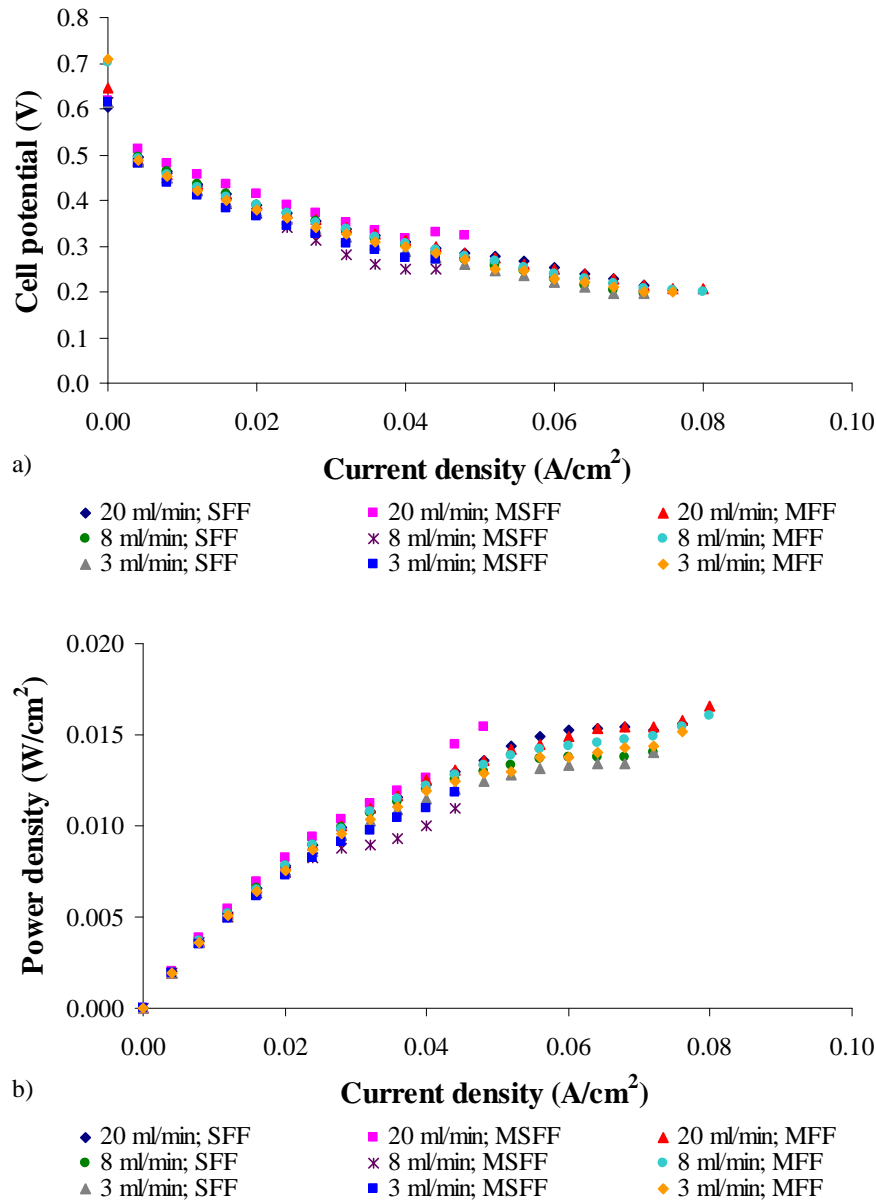 0.8
0.7
0.6
0.5
0.4
0.3
0.2
0.1
0.0
Cell potential (V)
0.00 0.02 0.04 0.06 0.08 0.10
a)
Current density (A/cm²)
20 ml/min; SFF 20 ml/min; MSFF 20 ml/min; MFF
8 ml/min; SFF 8 ml/min; MSFF 8 ml/min; MFF
3 ml/min; SFF 3 ml/min; MSFF 3 ml/min; MFF
0.020
0.015
0.010
0.005
0.000
Power density (W/cm²)
0.00 0.02 0.04 0.06 0.08 0.10
b)
Current density (A/cm²)
20 ml/min; SFF 20 ml/min; MSFF 20 ml/min; MFF
8 ml/min; SFF 8 ml/min; MSFF 8 ml/min; MFF
3 ml/min; SFF 3 ml/min; MSFF 3 ml/min; MFF